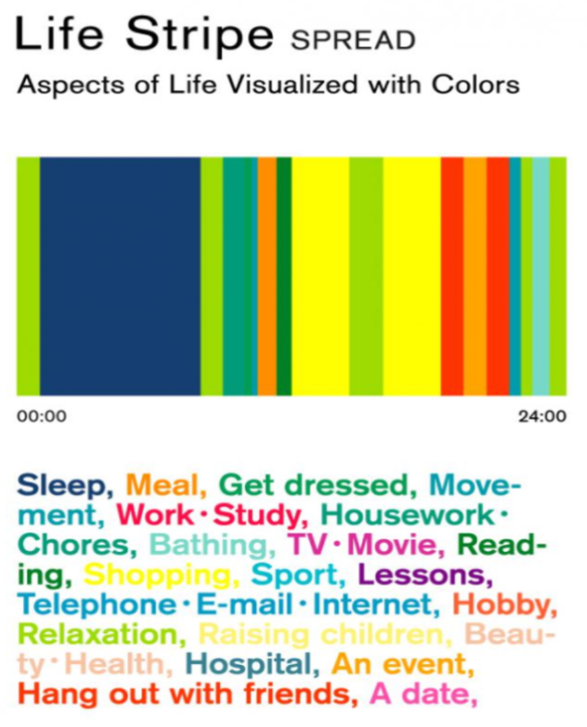 Life Stripe SPREAD
Aspects of Life Visualized with Colors
00:00 24:00
Sleep, Meal, Get dressed, Move-
ment, Work・Study, Housework・
Chores, Bathing, TV・Movie, Read-
ing, Shopping, Sport, Lessons,
Telephone・E-mail・Internet, Hobby,
Relaxation, Raising children, Beau-
ty・Health, Hospital, An event,
Hang out with friends, A date,